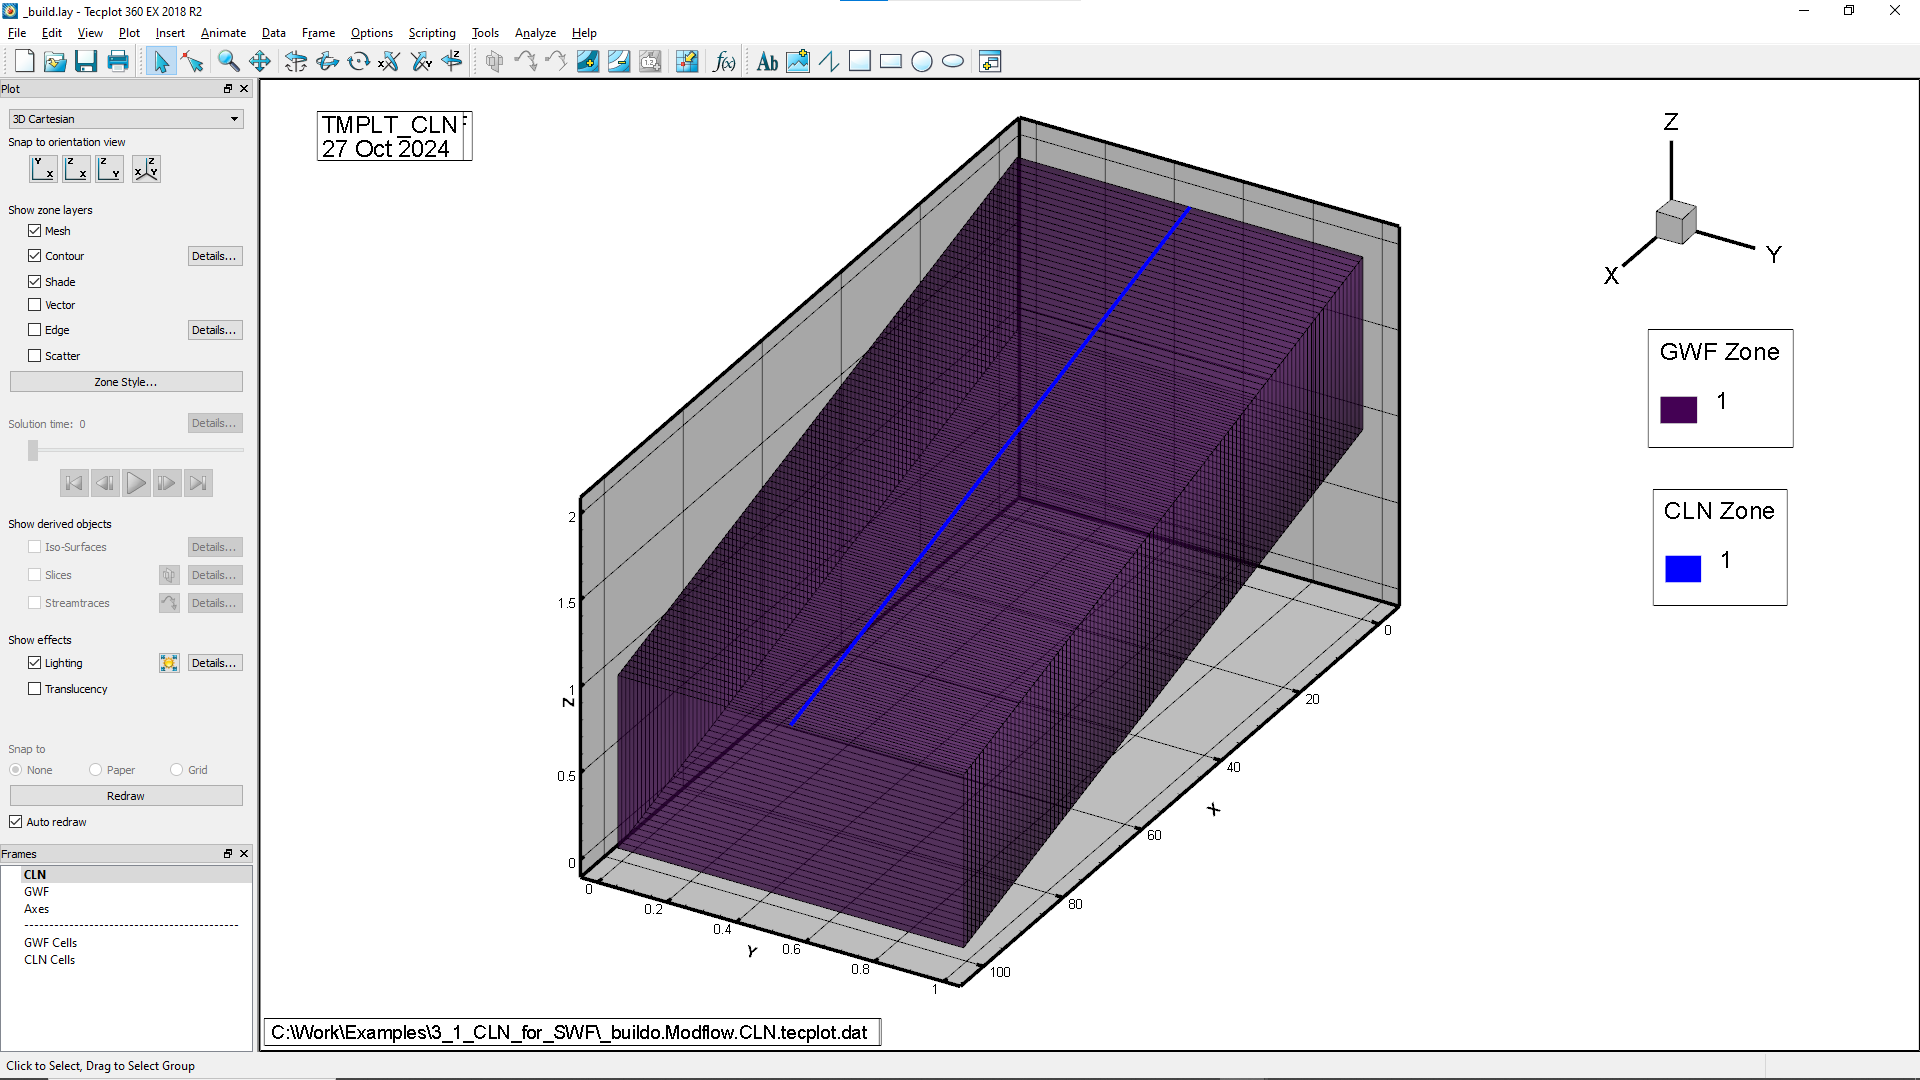 _build.lay - Tecplot 360 EX 2018 R2
File Edit View Plot Insert Animate Data Frame Options Scripting Tools Analyze Help
Plot
3D Cartesian
Snap to orientation view
Show zone layers
Mesh
Contour Details...
Shade
Vector
Edge Details...
Scatter
Zone Style...
Solution time: 0 Details...
Show derived objects
Iso-Surfaces Details...
Slices Details...
Streamtraces Details...
Show effects
Lighting Details...
Translucency
Snap to
None Paper Grid
Redraw
Auto redraw
Frames
CLN
GWF
Axes
GWF Cells
CLN Cells
Click to Select, Drag to Select Group
TMPLT_CLN
27 Oct 2024
Z
X
Y
GWF Zone
1
CLN Zone
1
2
1.5
1
Z
0.5
0
0
0.2
0.4
Y
0.6
0.8
1
0
20
40
X
60
80
100
C:\Work\Examples\3_1_CLN_for_SWF\_buildo.Modflow.CLN.tecplot.dat